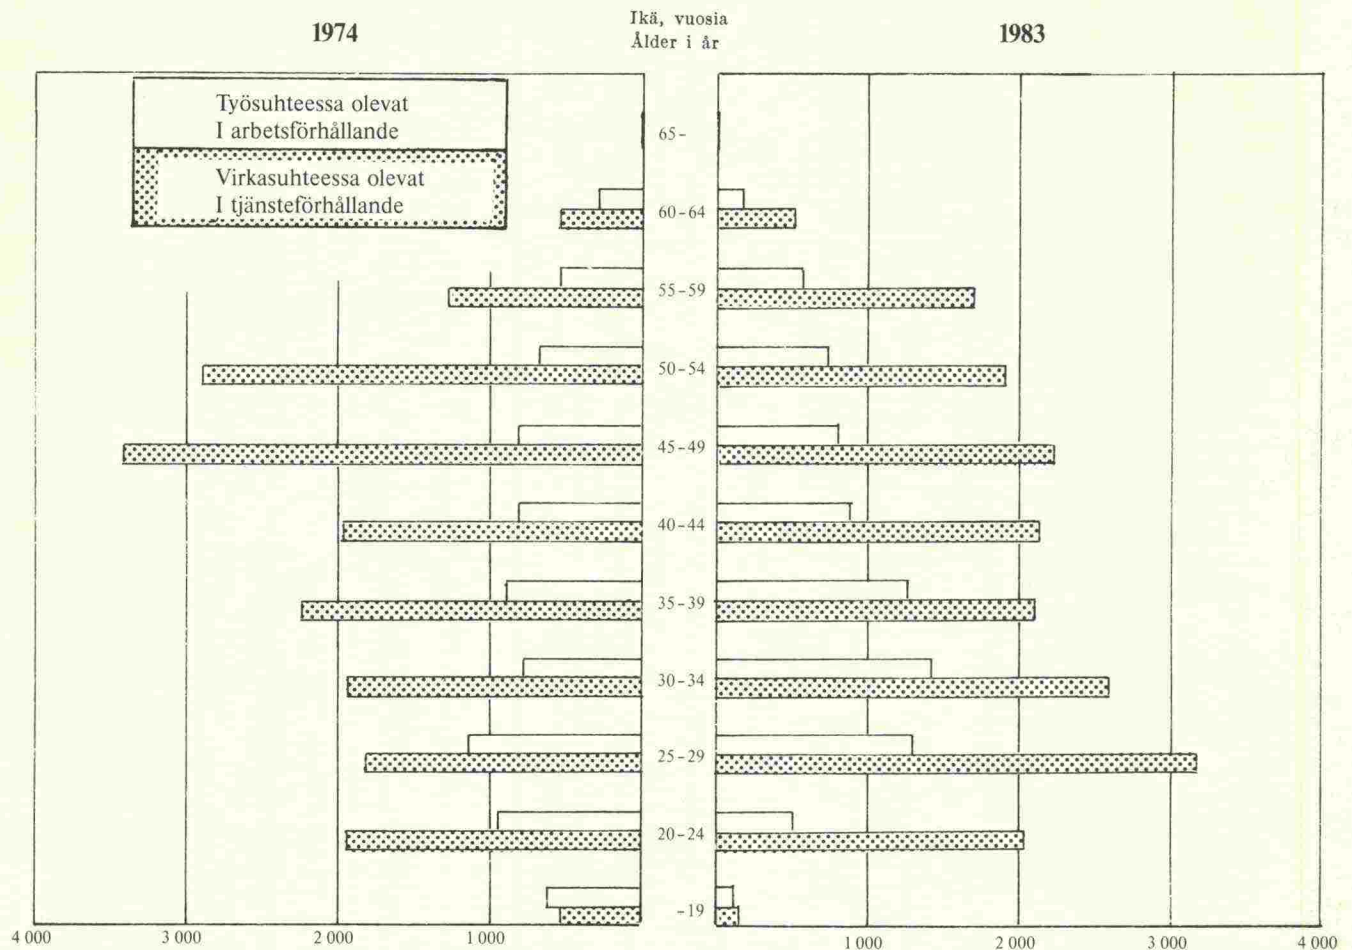 1974
Ikä, vuosia
Ålder i år
1983
Työsuhteessa olevat
I arbetsförhållande
Virkasuhteessa olevat
I tjänsteförhållande
65-
60-64
55-59
50-54
45-49
40-44
35-39
30-34
25-29
20-24
-19
4 000 3 000 2 000 1 000 1 000 2 000 3 000 4 000